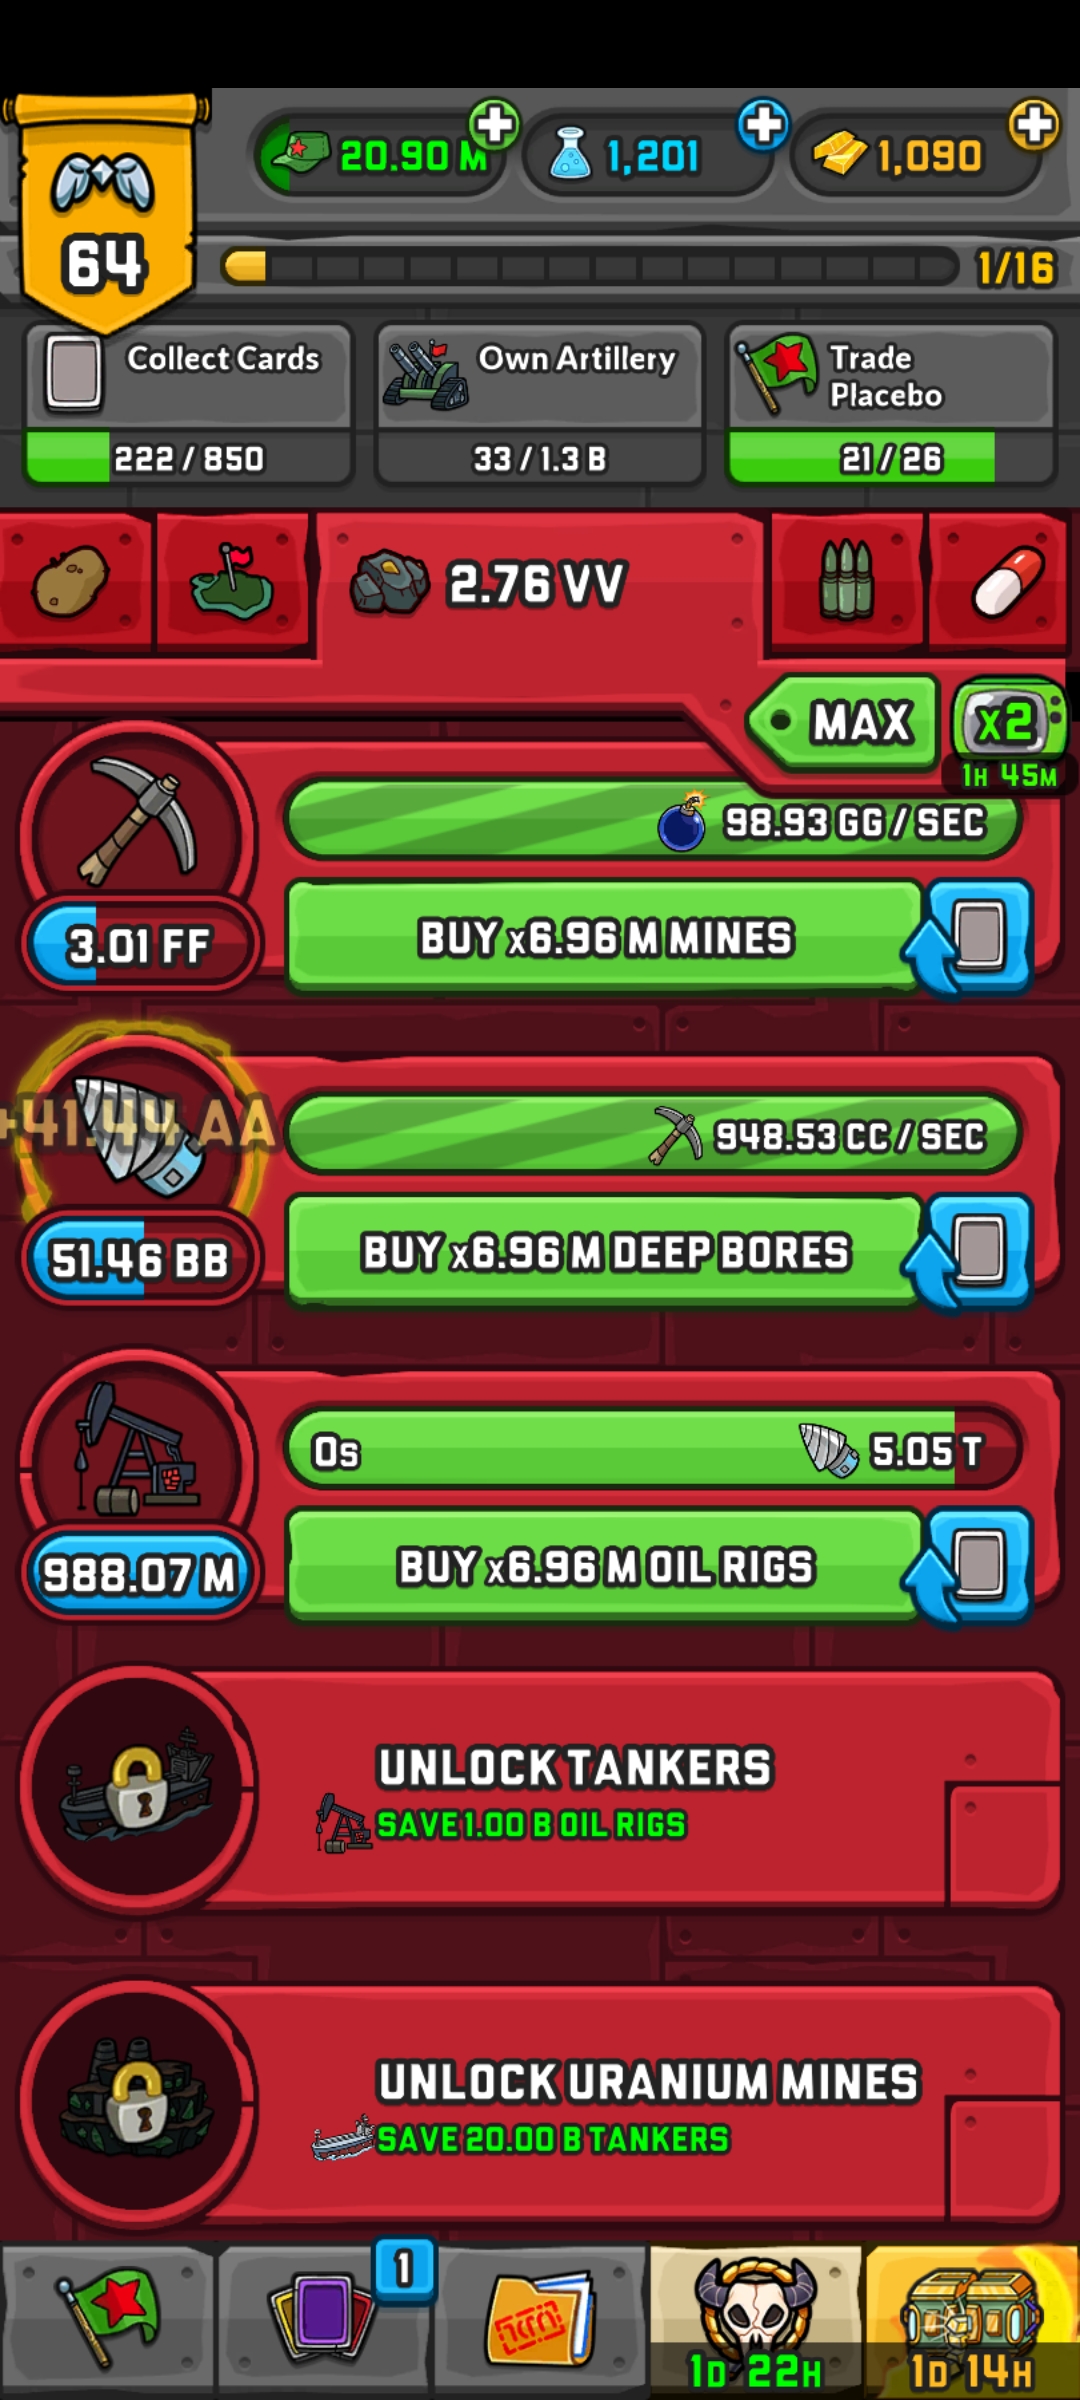 20.90 M
1,201
1,090
64
1/16
Collect Cards
222 / 850
Own Artillery
33 / 1.3 B
Trade
Placebo
21 / 26
2.76 VV
MAX
x2
1H 45M
98.93 GG / SEC
3.01 FF
BUY x6.96 M MINES
+41.44 AA
948.53 CC / SEC
51.46 BB
BUY x6.96 M DEEP BORES
0s
5.05 T
988.07 M
BUY x6.96 M OIL RIGS
UNLOCK TANKERS
SAVE 1.00 B OIL RIGS
UNLOCK URANIUM MINES
SAVE 20.00 B TANKERS
1
1D 22H
1D 14H